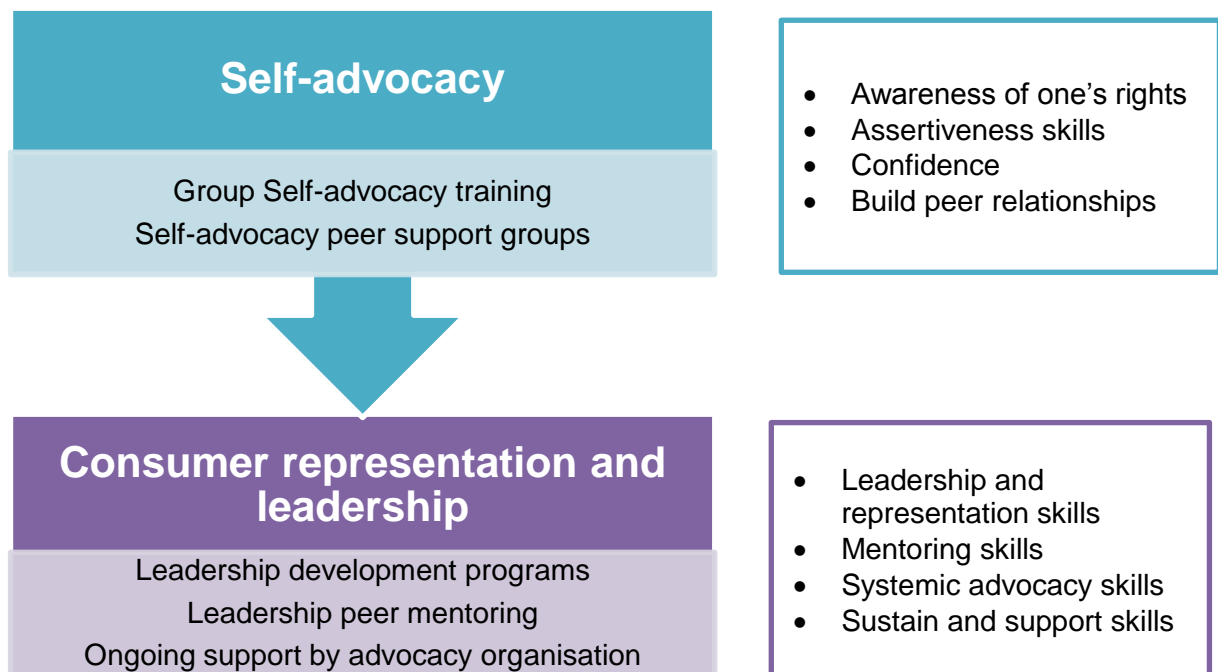 Self-advocacy
Group Self-advocacy training
Self-advocacy peer support groups
• Awareness of one's rights
• Assertiveness skills
• Confidence
• Build peer relationships
Consumer representation and
leadership
Leadership development programs
Leadership peer mentoring
Ongoing support by advocacy organisation
• Leadership and
representation skills
• Mentoring skills
• Systemic advocacy skills
• Sustain and support skills